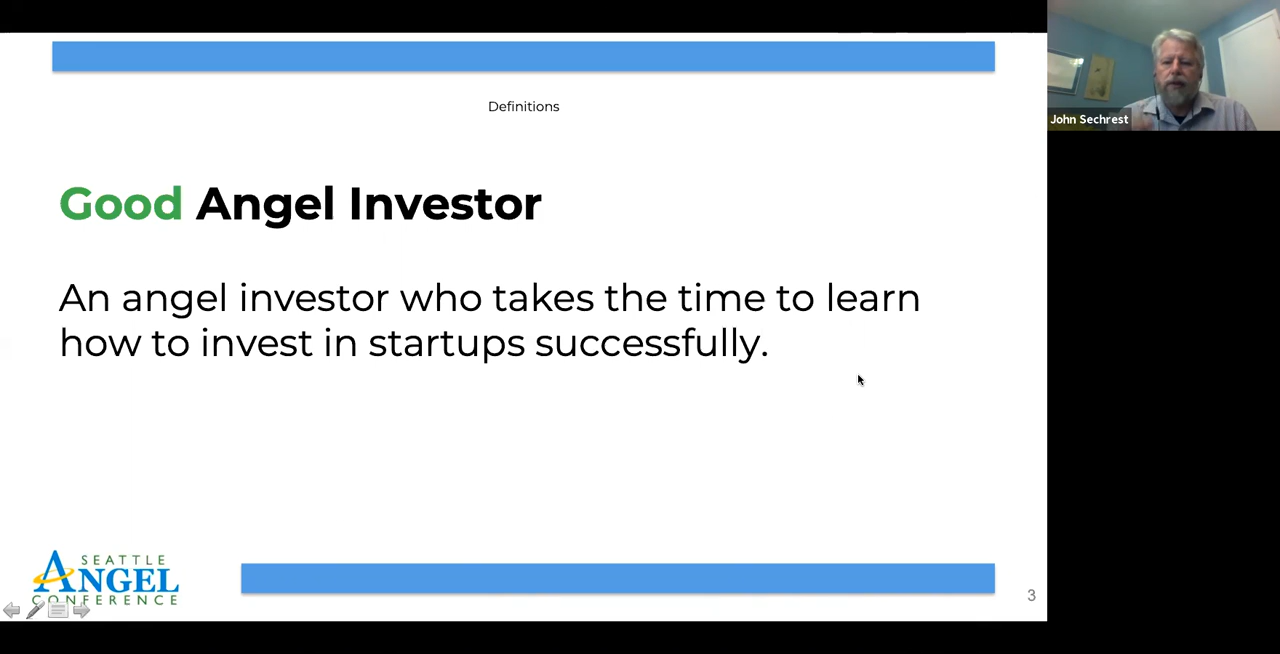 Definitions
Good Angel Investor
An angel investor who takes the time to learn
how to invest in startups successfully.
SEATTLE
ANGEL
CONFERENCE
3
John Sechrest